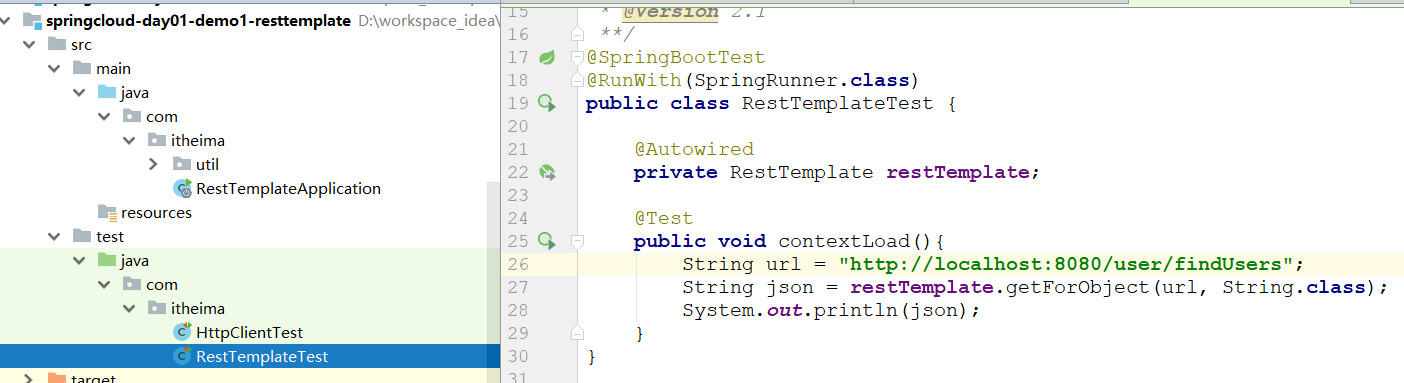 springcloud-day01-demo1-resttemplate D:\workspace_idea\
src
main
java
com
itheima
util
RestTemplateApplication
resources
test
java
com
itheima
HttpClientTest
RestTemplateTest
target
15 * @version 2.1
16 **/
17 @SpringBootTest
18 @RunWith(SpringRunner.class)
19 public class RestTemplateTest {
20
21 @Autowired
22 private RestTemplate restTemplate;
23
24 @Test
25 public void contextLoad(){
26 String url = "http://localhost:8080/user/findUsers";
27 String json = restTemplate.getForObject(url, String.class);
28 System.out.println(json);
29 }
30 }
31